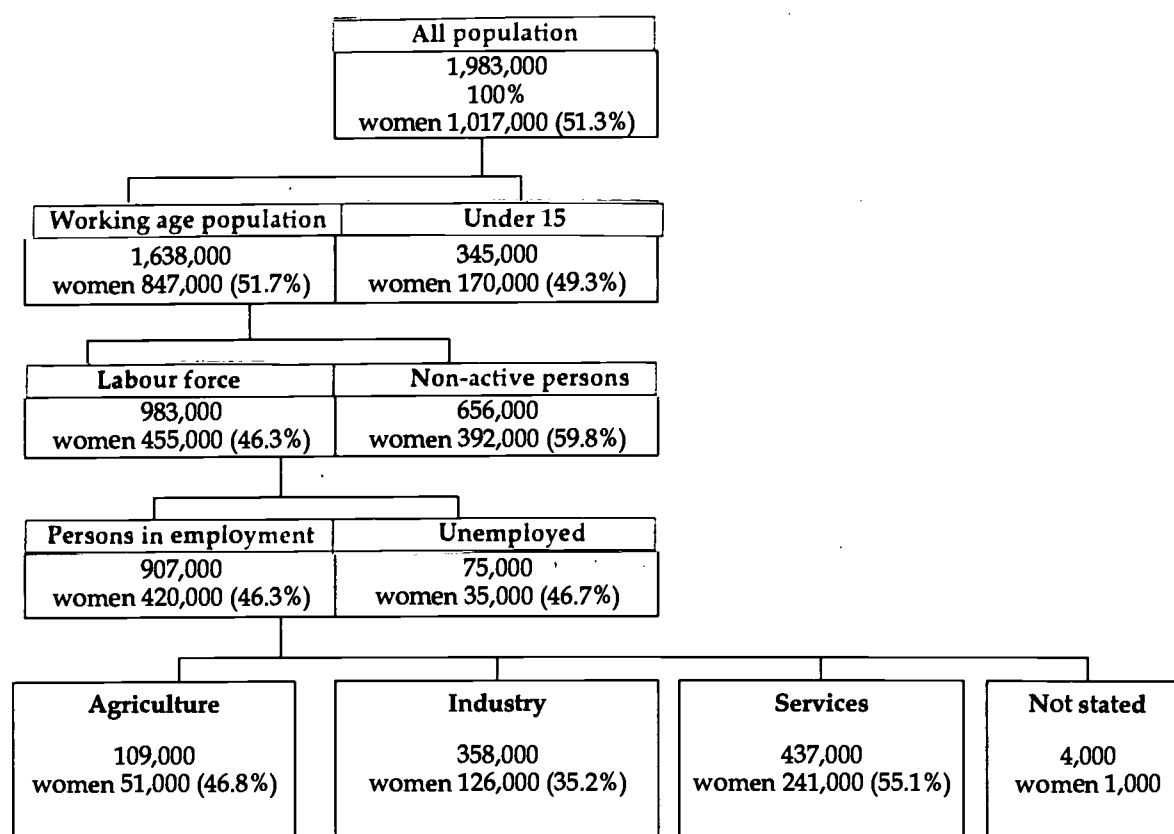 All population
1,983,000
100%
women 1,017,000 (51.3%)
Working age population
1,638,000
women 847,000 (51.7%)
Under 15
345,000
women 170,000 (49.3%)
Labour force
983,000
women 455,000 (46.3%)
Non-active persons
656,000
women 392,000 (59.8%)
Persons in employment
907,000
women 420,000 (46.3%)
Unemployed
75,000
women 35,000 (46.7%)
Agriculture
109,000
women 51,000 (46.8%)
Industry
358,000
women 126,000 (35.2%)
Services
437,000
women 241,000 (55.1%)
Not stated
4,000
women 1,000